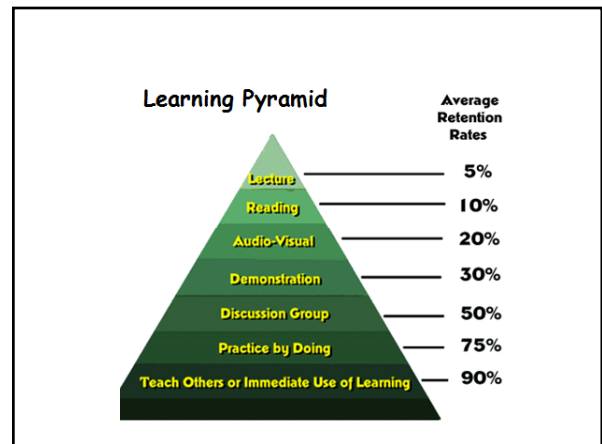 Learning Pyramid
Average
Retention
Rates
Lecture 5%
Reading 10%
Audio-Visual 20%
Demonstration 30%
Discussion Group 50%
Practice by Doing 75%
Teach Others or Immediate Use of Learning 90%